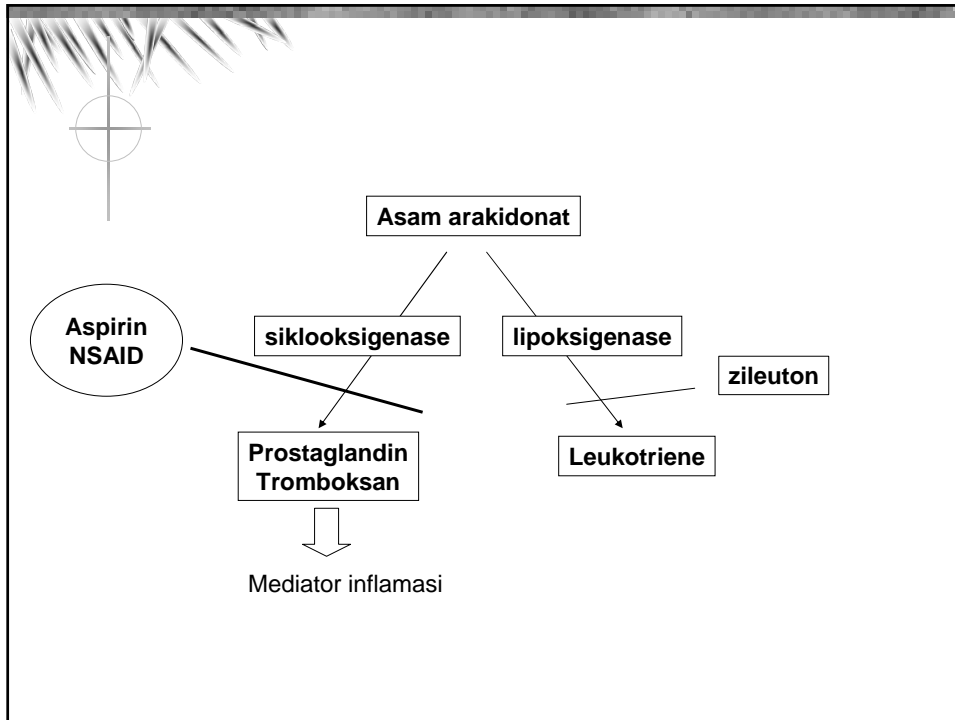 Asam arakidonat
Aspirin
NSAID
siklooksigenase
lipoksigenase
zileuton
Prostaglandin
Tromboksan
Leukotriene
Mediator inflamasi